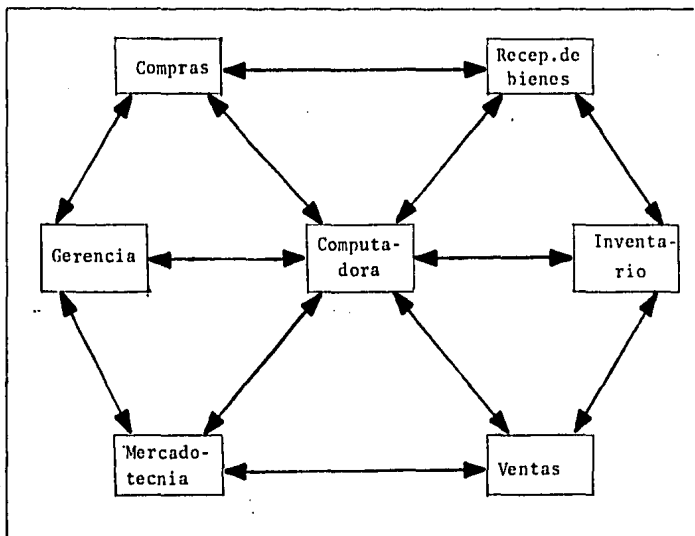 Compras
Recep.de
bienes
Gerencia
Computa-
dora
Inventa-
rio
Mercado-
tecnia
Ventas